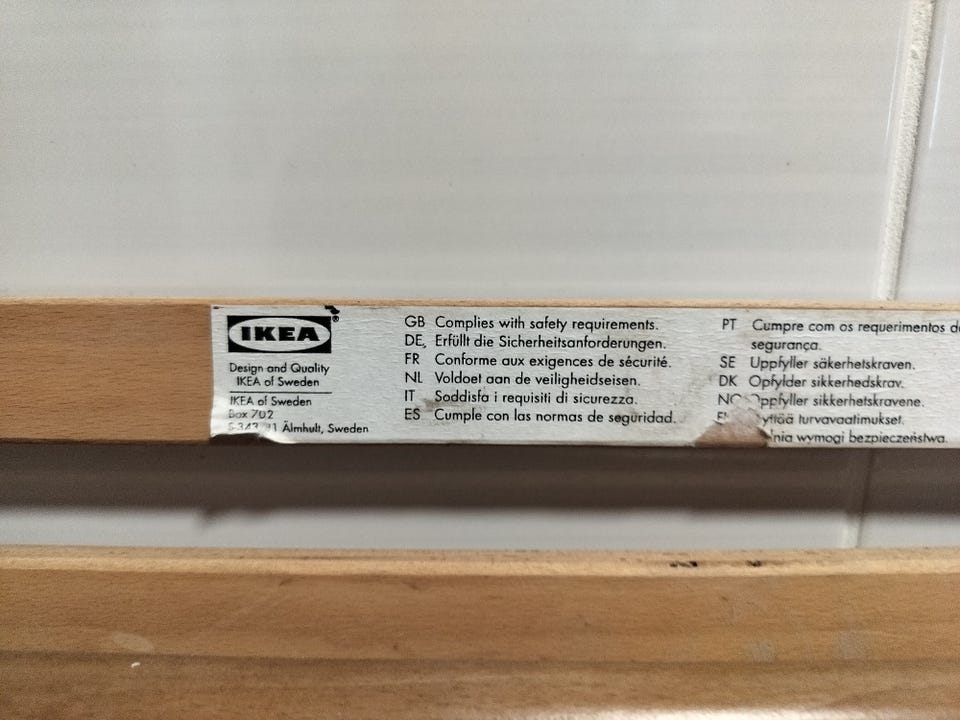 IKEA®
Design and Quality
IKEA of Sweden
IKEA of Sweden
Box 702
Älmhult, Sweden
GB Complies with safety requirements.
DE, Erfüllt die Sicherheitsanforderungen.
FR Conforme aux exigences de sécurité.
NL Voldoet aan de veiligheidseisen.
IT Soddisfa i requisiti di sicurezza.
ES Cumple con las normas de seguridad.
PT Cumpre com os requerimentos
segurança.
SE Uppfyller säkerhetskraven.
DK Opfylder sikkerhedskrav.
NO Oppfyller sikkerhetskravene.
turvavaatimukset.
wymogi bezpieczeństwa.